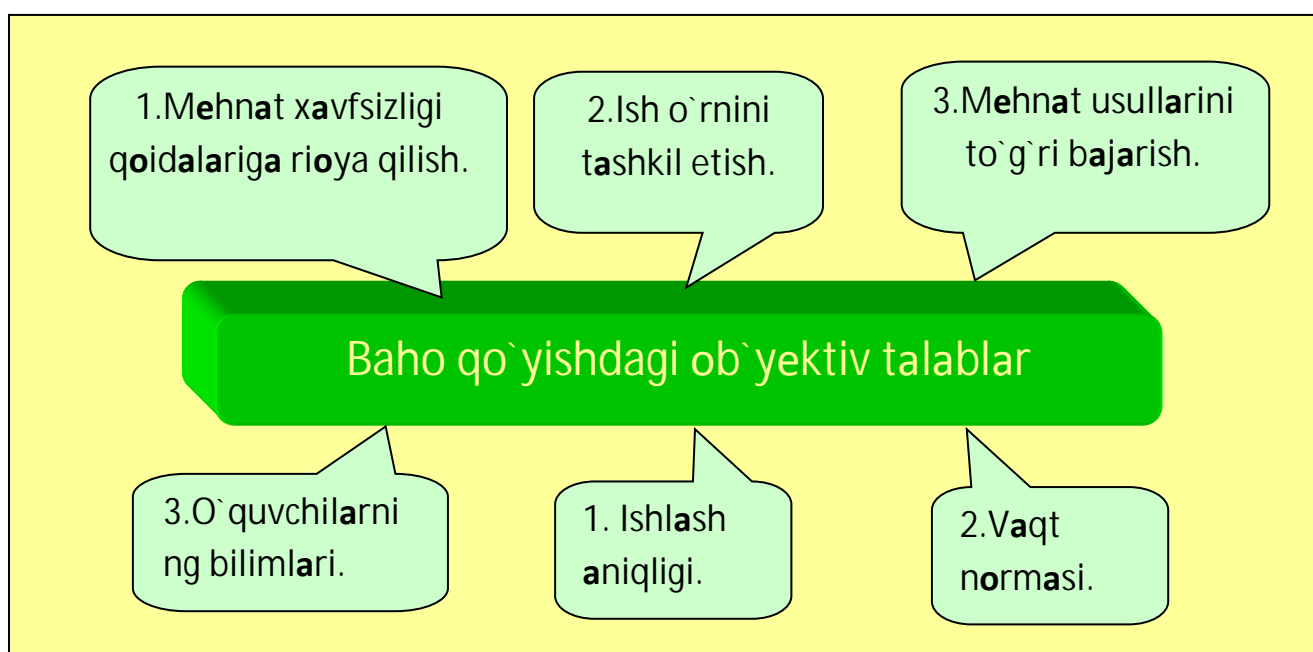 1.Mehnat xavfsizligi
qoidalariga rioya qilish.
2.Ish o`rnini
tashkil etish.
3.Mehnat usullarini
to`g`ri bajarish.
Baho qo`yishdagi ob`yektiv talablar
3.O`quvchilarni
ng bilimlari.
1. Ishlash
aniqligi.
2.Vaqt
normasi.